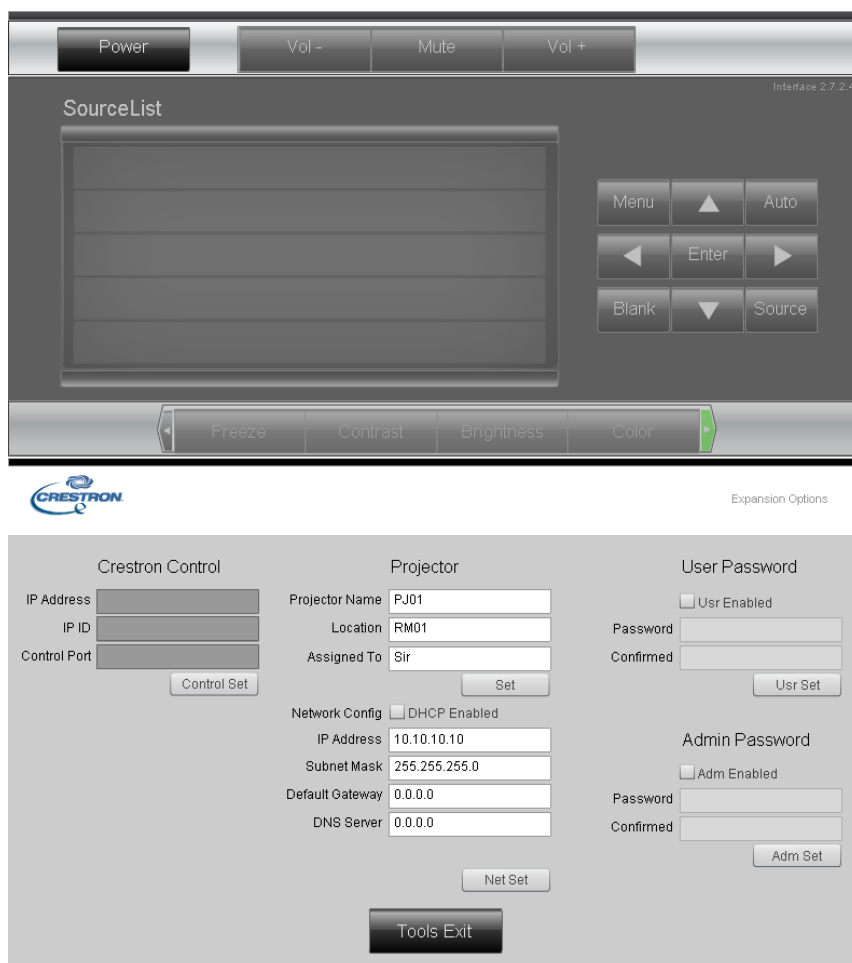 Power
Vol -
Mute
Vol +
Interface 2.7.2.4
SourceList
Menu
Auto
Enter
Blank
Source
Freeze
Contrast
Brightness
Color
CRESTRON
Expansion Options
Crestron Control
IP Address
IP ID
Control Port
Control Set
Projector
Projector Name PJ01
Location RM01
Assigned To Sir
Set
Network Config DHCP Enabled
IP Address 10.10.10.10
Subnet Mask 255.255.255.0
Default Gateway 0.0.0.0
DNS Server 0.0.0.0
Net Set
User Password
Usr Enabled
Password
Confirmed
Usr Set
Admin Password
Adm Enabled
Password
Confirmed
Adm Set
Tools Exit